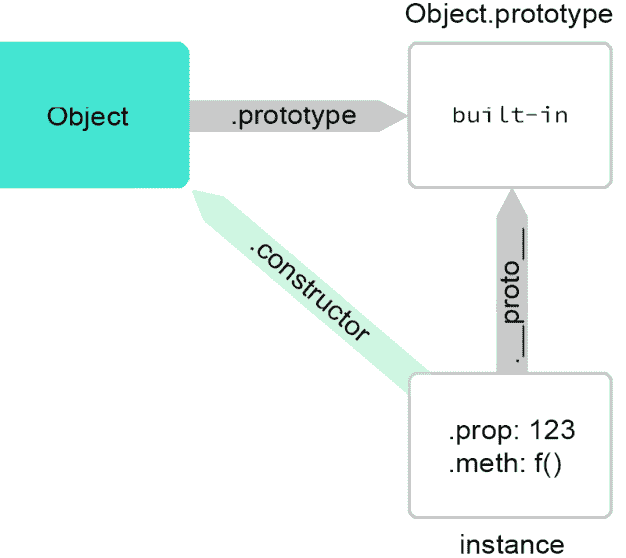 Object.prototype
Object
.prototype
built-in
.constructor
.__proto__
.prop: 123
.meth: f()
instance